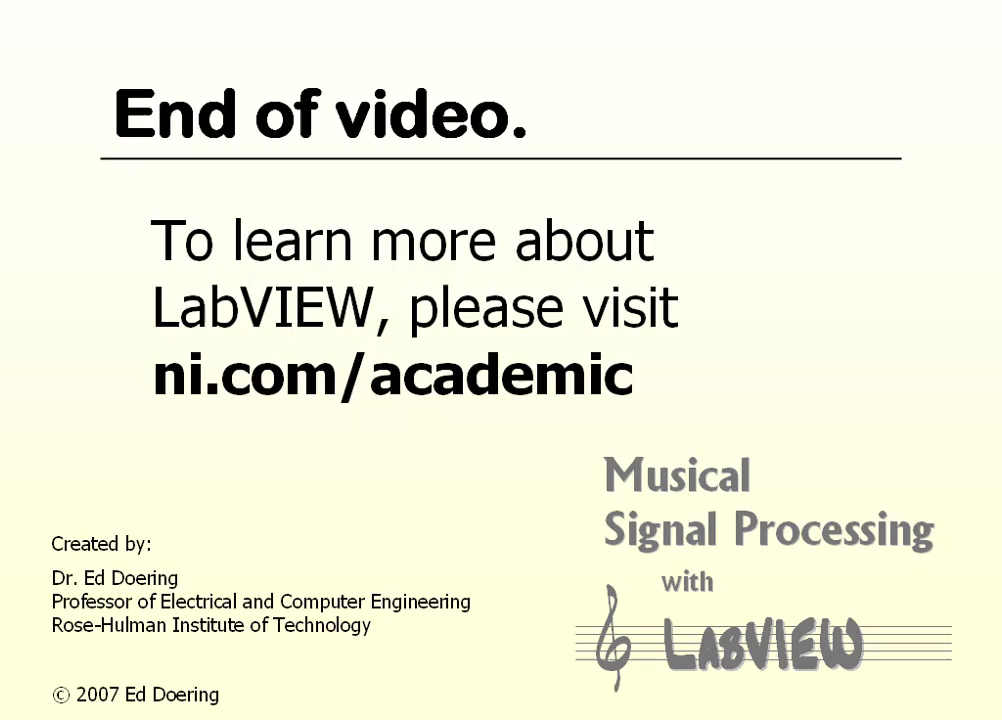 End of video.
To learn more about
LabVIEW, please visit
ni.com/academic
Musical
Signal Processing
with
LABVIEW
Created by:
Dr. Ed Doering
Professor of Electrical and Computer Engineering
Rose-Hulman Institute of Technology
© 2007 Ed Doering